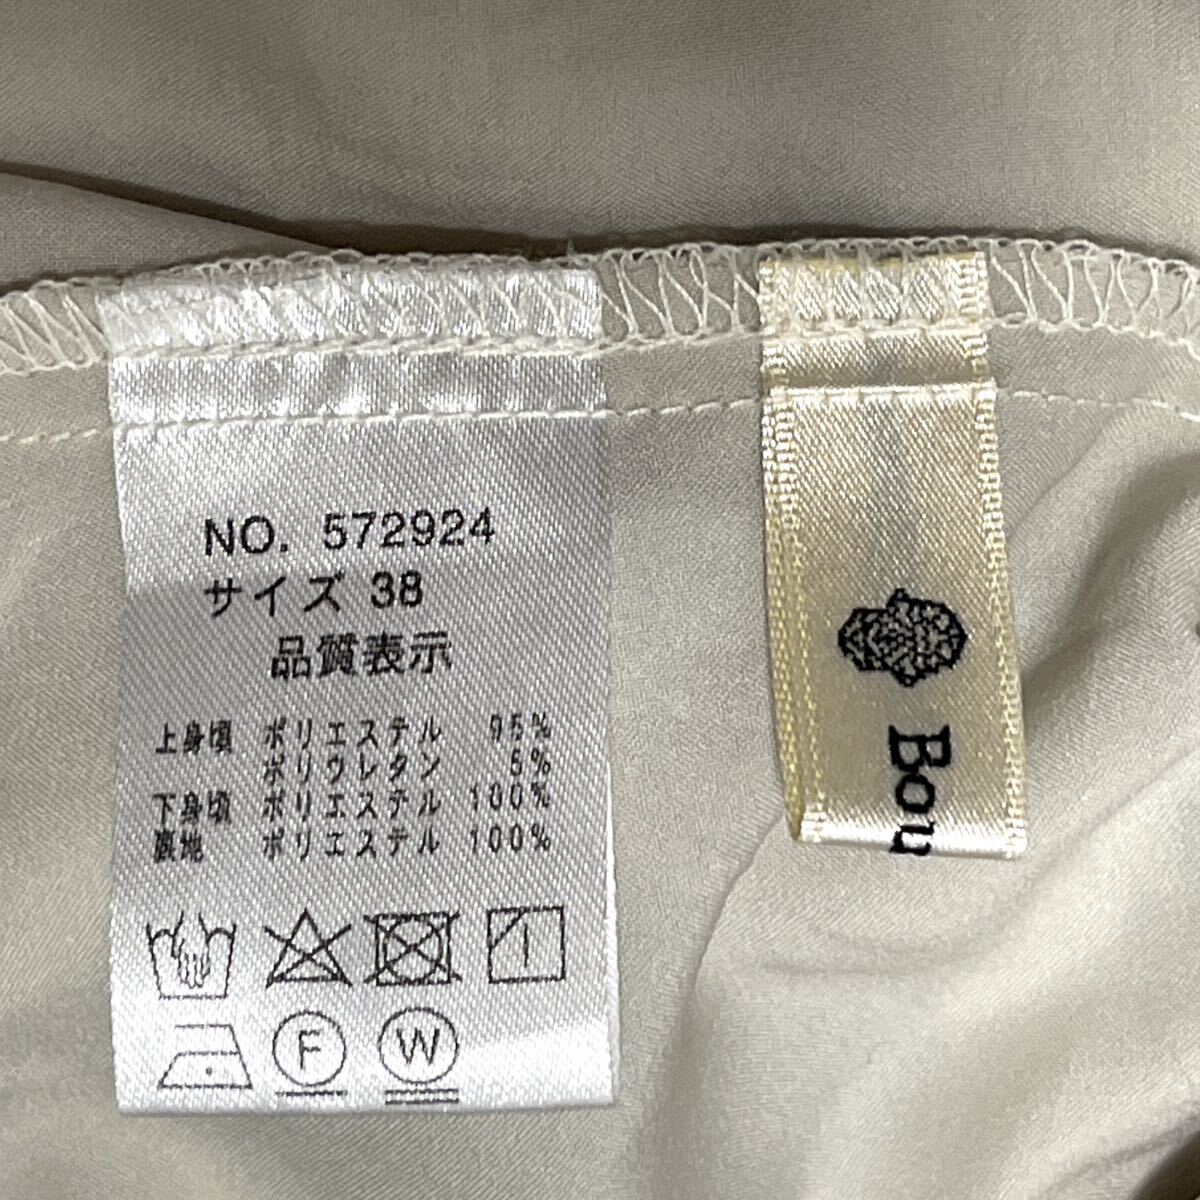 NO. 572924
サイズ 38
品質表示
上身頃 ポリエステル 95%
ポリウレタン 5%
下身頃 ポリエステル 100%
裏地 ポリエステル 100%
F
W
Bou